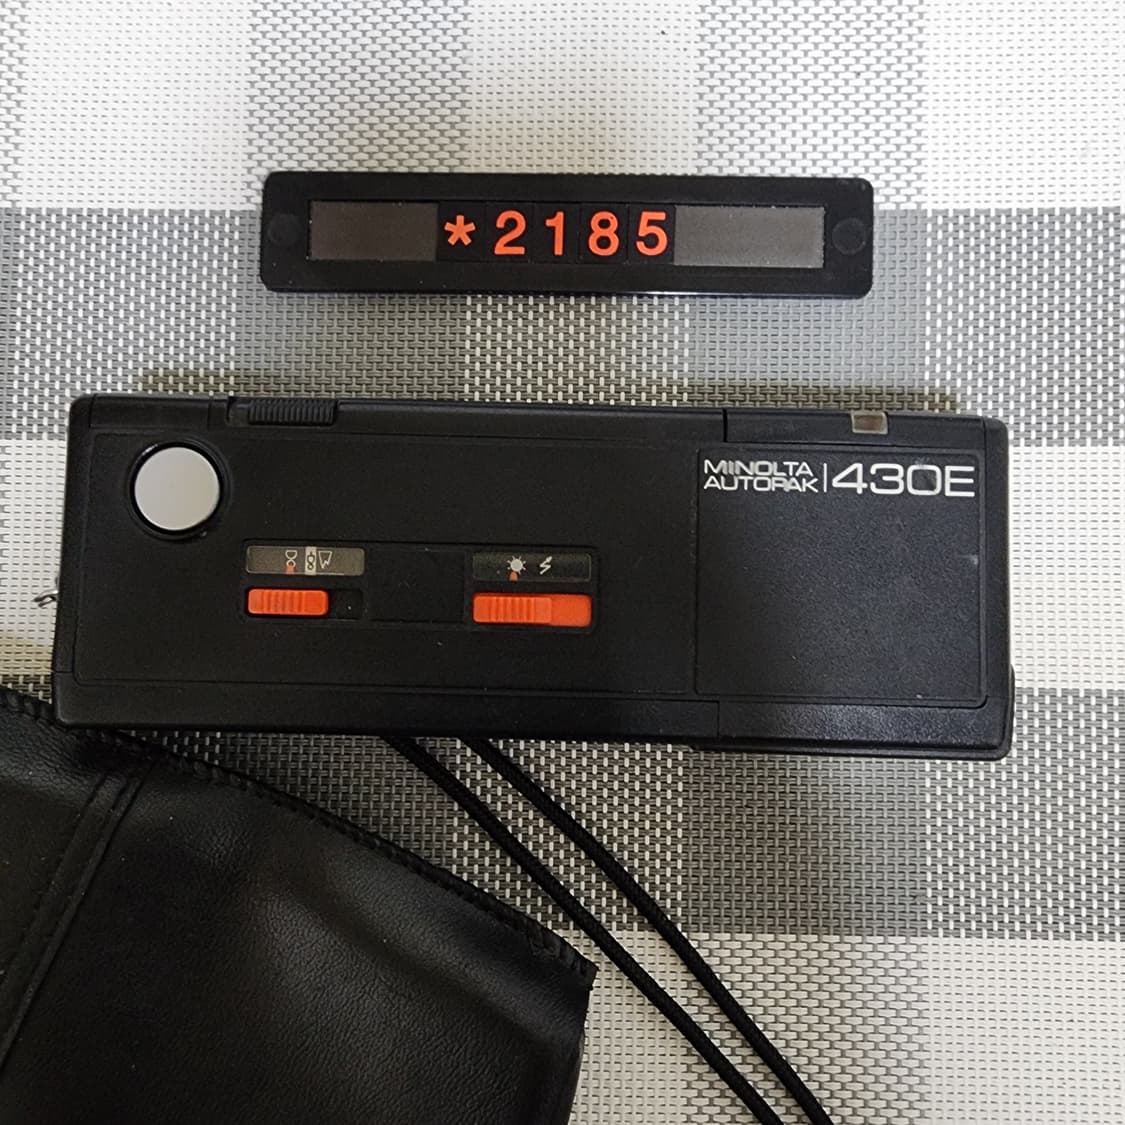 *2185
MINOLTA
AUTOPAK | 430E